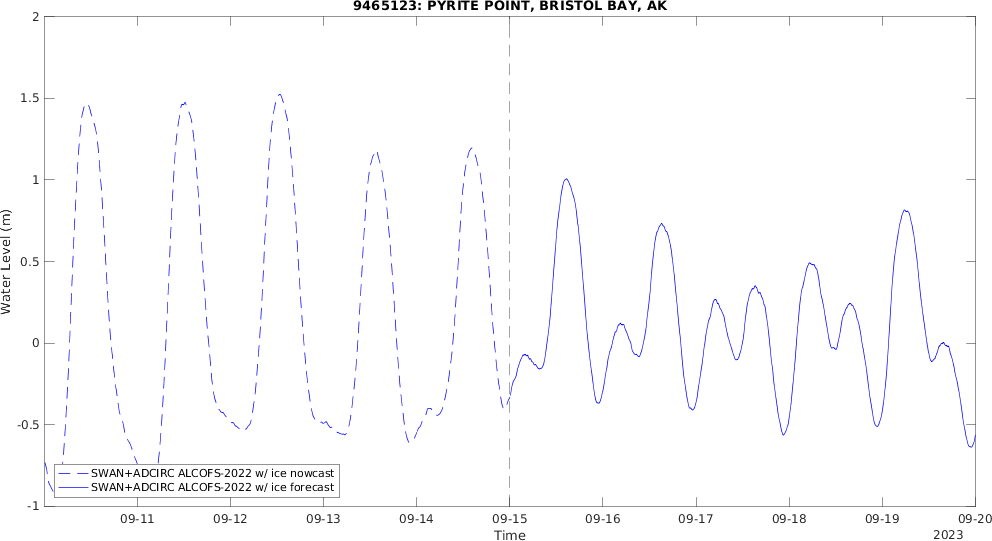 9465123: PYRITE POINT, BRISTOL BAY, AK
Water Level (m)
2
1.5
1
0.5
0
-0.5
-1
SWAN+ADCIRC ALCOFS-2022 w/ ice nowcast
SWAN+ADCIRC ALCOFS-2022 w/ ice forecast
09-11 09-12 09-13 09-14 09-15 09-16 09-17 09-18 09-19 09-20
Time
2023